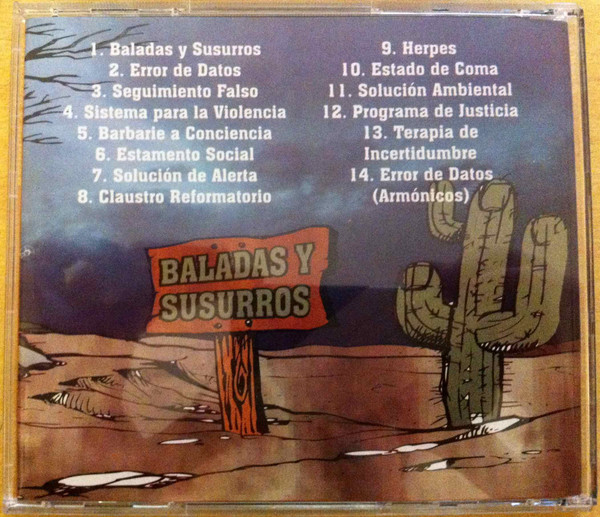 1. Baladas y Susurros
2. Error de Datos
3. Seguimiento Falso
4. Sistema para la Violencia
5. Barbarie a Conciencia
6. Estamento Social
7. Solución de Alerta
8. Claustro Reformatorio
9. Herpes
10. Estado de Coma
11. Solución Ambiental
12. Programa de Justicia
13. Terapia de
Incertidumbre
14. Error de Datos
(Armónicos)
BALADAS Y
SUSURROS